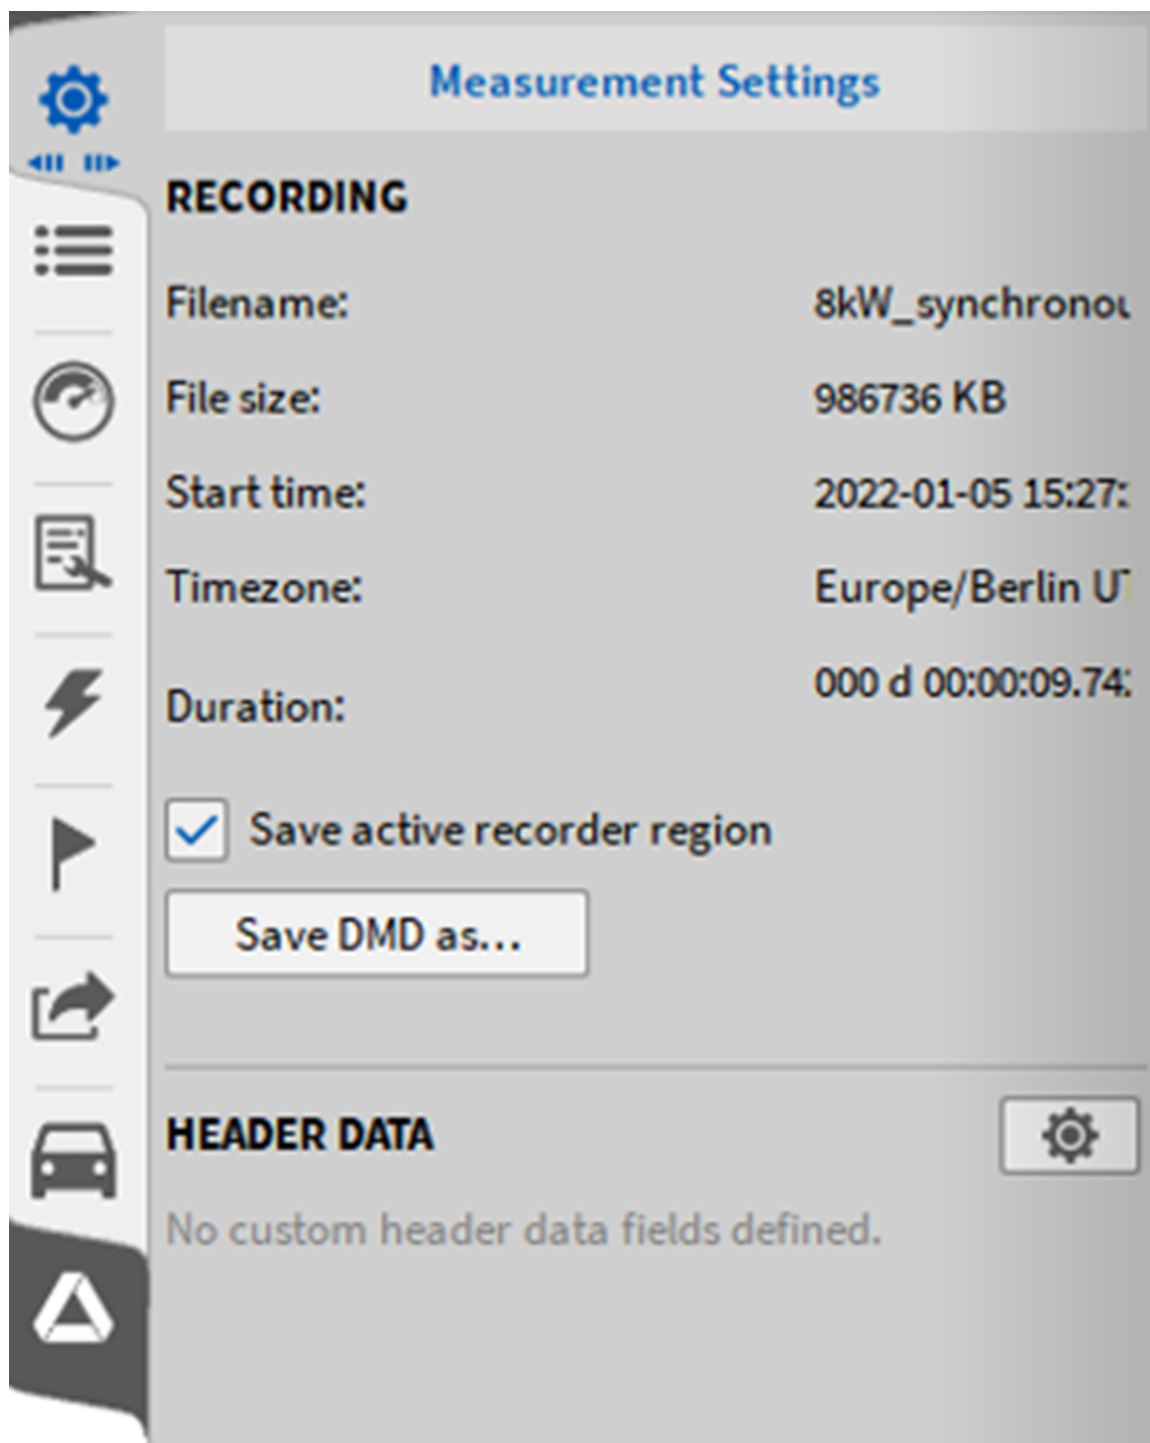 Measurement Settings
RECORDING
Filename: 8kW_synchronou
File size: 986736 KB
Start time: 2022-01-05 15:27:
Timezone: Europe/Berlin U
Duration: 000 d 00:00:09.74
Save active recorder region
Save DMD as...
HEADER DATA
No custom header data fields defined.